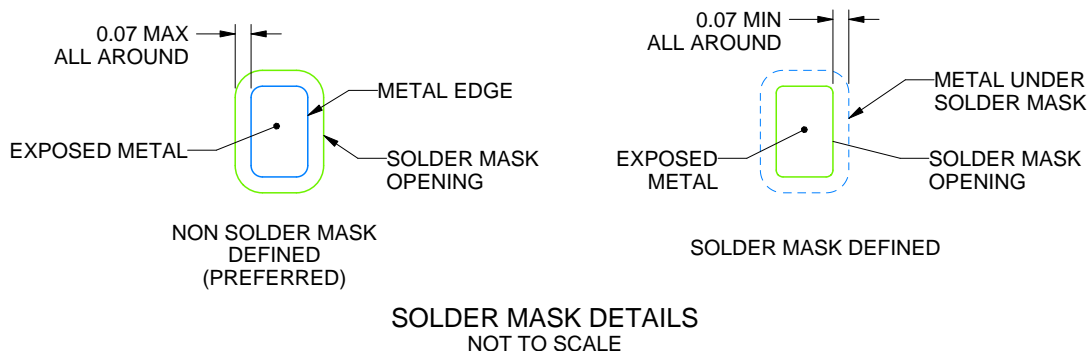 0.07 MAX
ALL AROUND
METAL EDGE
EXPOSED METAL
SOLDER MASK
OPENING
NON SOLDER MASK
DEFINED
(PREFERRED)
0.07 MIN
ALL AROUND
METAL UNDER
SOLDER MASK
EXPOSED
METAL
SOLDER MASK
OPENING
SOLDER MASK DEFINED
SOLDER MASK DETAILS
NOT TO SCALE